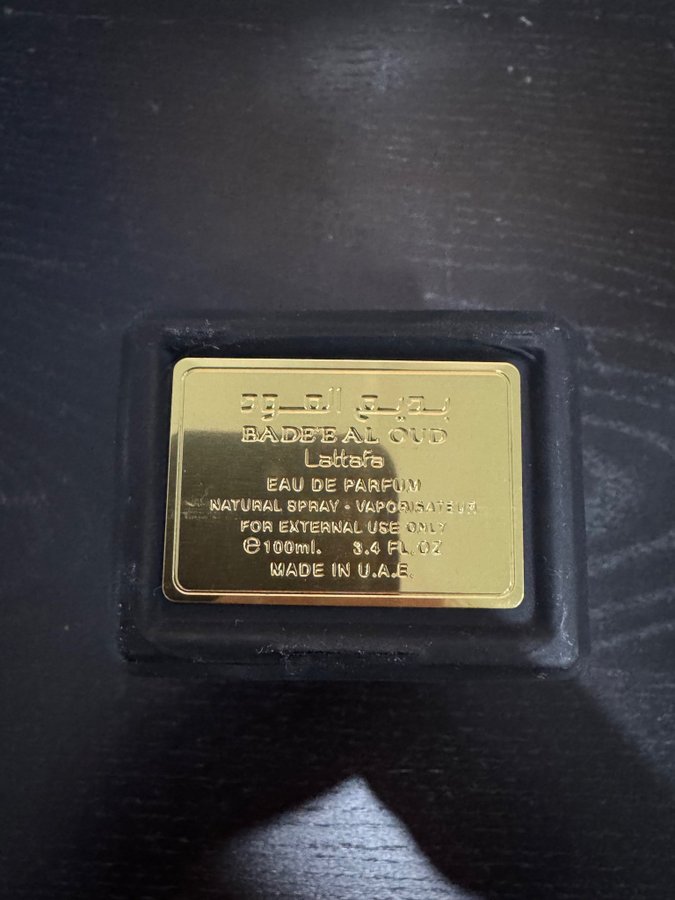 بديع العود
BADE'E AL OUD
Lattafa
EAU DE PARFUM
NATURAL SPRAY • VAPORISATEUR
FOR EXTERNAL USE ONLY
℮100ml. 3.4 FL.OZ
MADE IN U.A.E.